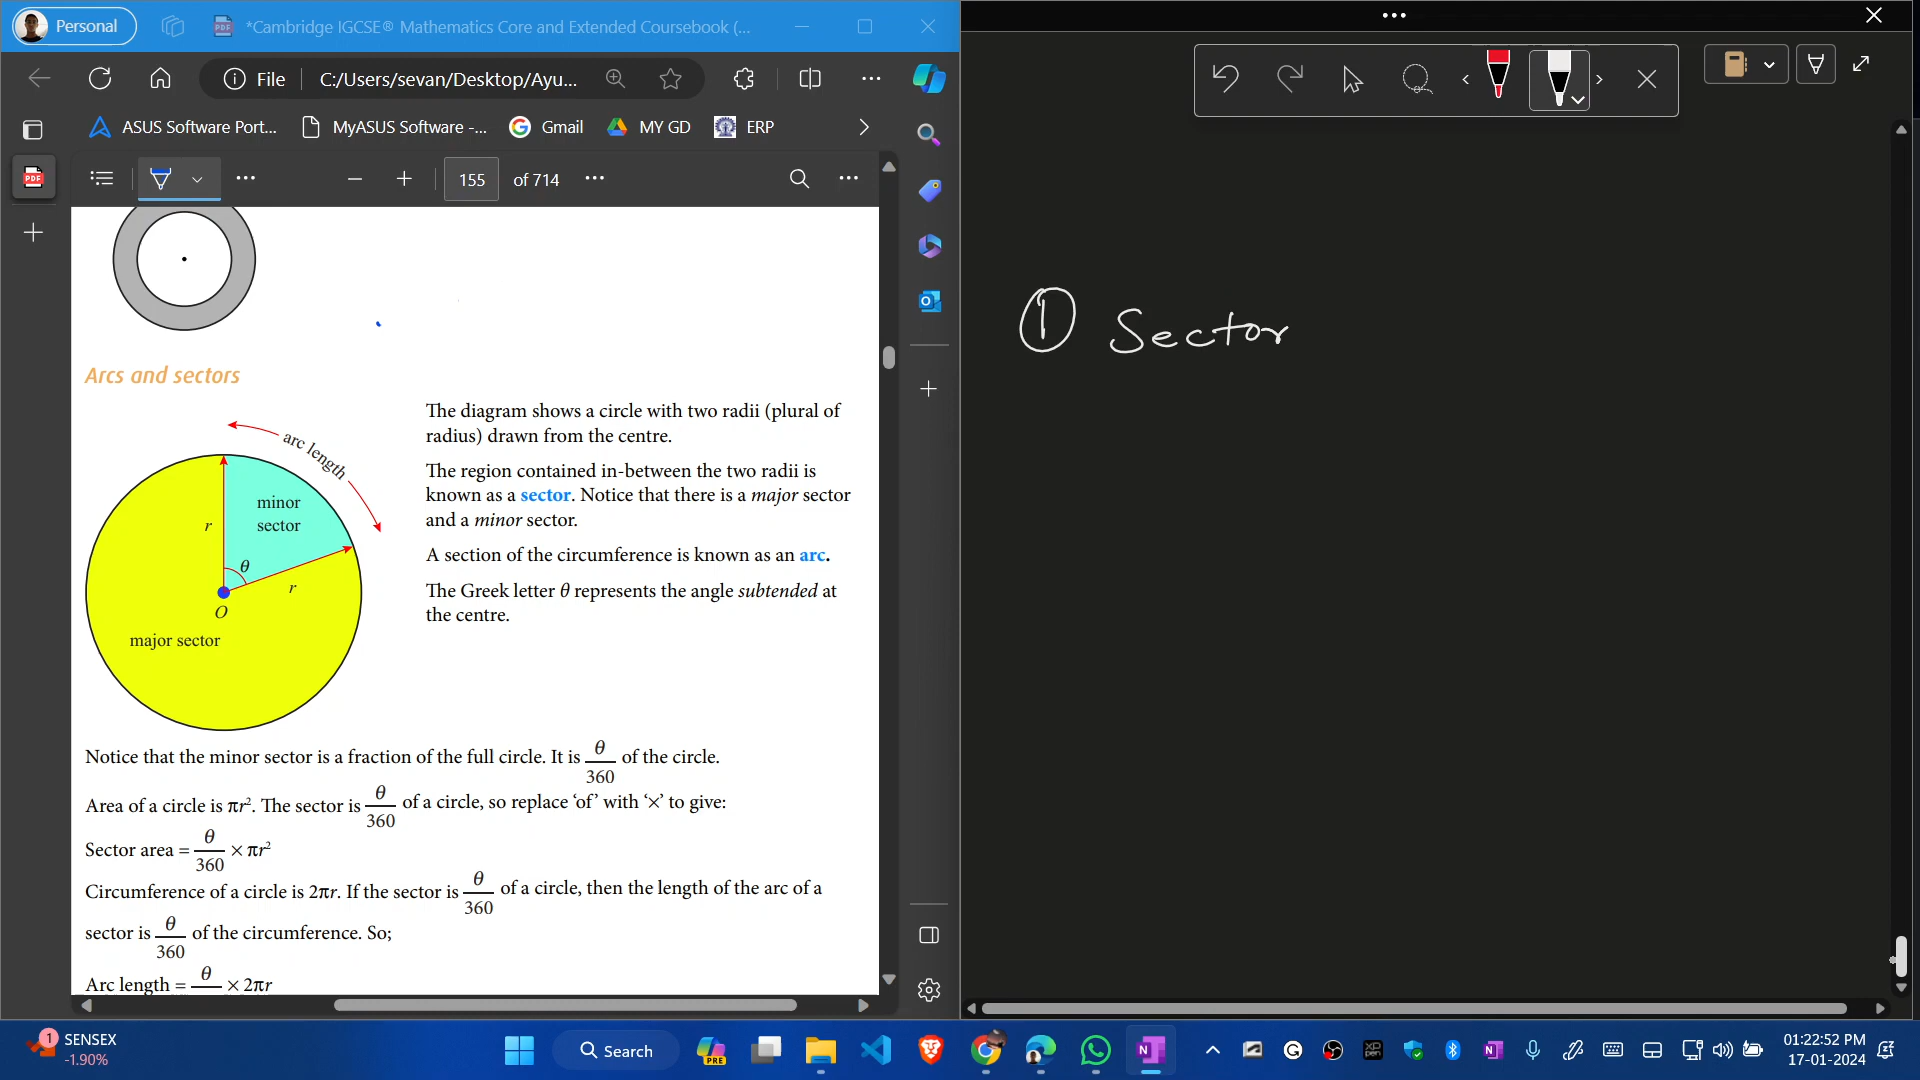 Personal
*Cambridge IGCSE® Mathematics Core and Extended Coursebook (...
File
C:/Users/sevan/Desktop/Ayu...
ASUS Software Port...
MyASUS Software -...
Gmail
MY GD
ERP
155
of 714
Arcs and sectors
arc length
minor
sector
r
θ
r
O
major sector
The diagram shows a circle with two radii (plural of
radius) drawn from the centre.
The region contained in-between the two radii is
known as a sector. Notice that there is a major sector
and a minor sector.
A section of the circumference is known as an arc.
The Greek letter θ represents the angle subtended at
the centre.
Notice that the minor sector is a fraction of the full circle. It is θ/360 of the circle.
Area of a circle is πr². The sector is θ/360 of a circle, so replace ‘of’ with ‘×’ to give:
Sector area = θ/360 × πr²
Circumference of a circle is 2πr. If the sector is θ/360 of a circle, then the length of the arc of a
sector is θ/360 of the circumference. So;
Arc length = θ/ × 2πr
① Sector
1
SENSEX
-1.90%
Search
PRE
01:22:52 PM
17-01-2024